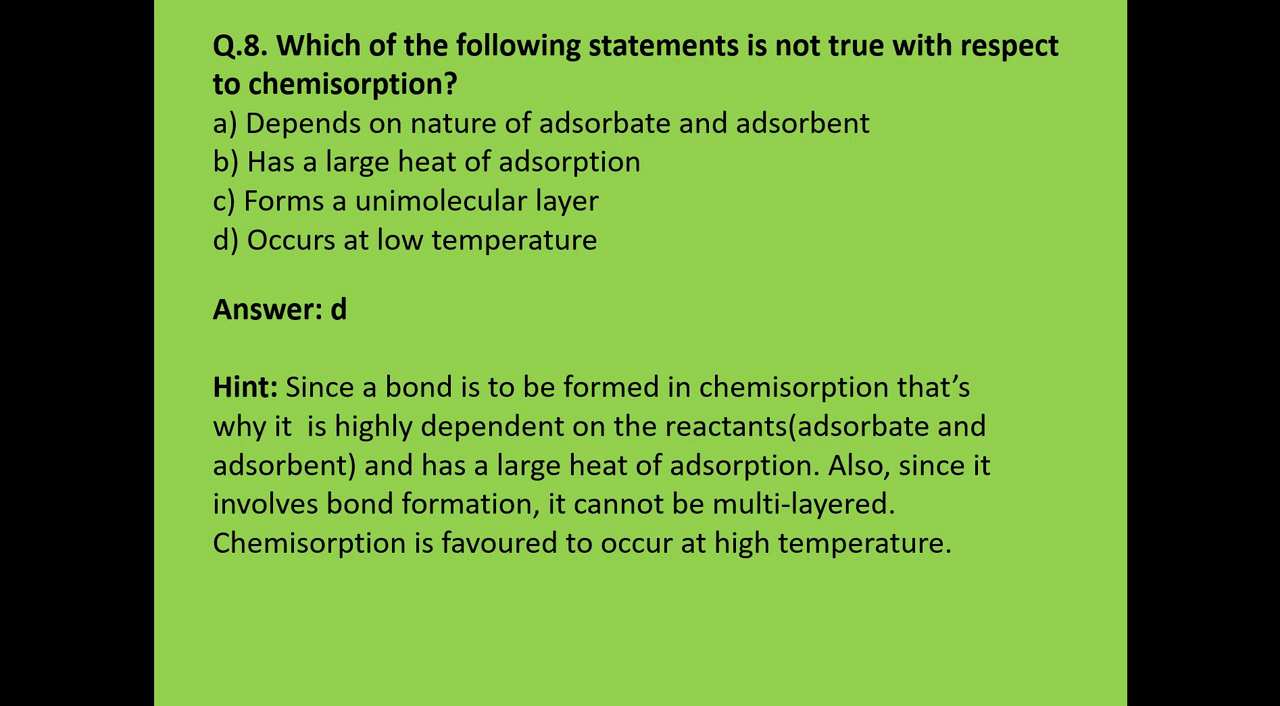 Q.8. Which of the following statements is not true with respect
to chemisorption?
a) Depends on nature of adsorbate and adsorbent
b) Has a large heat of adsorption
c) Forms a unimolecular layer
d) Occurs at low temperature
Answer: d
Hint: Since a bond is to be formed in chemisorption that’s
why it  is highly dependent on the reactants(adsorbate and
adsorbent) and has a large heat of adsorption. Also, since it
involves bond formation, it cannot be multi-layered.
Chemisorption is favoured to occur at high temperature.